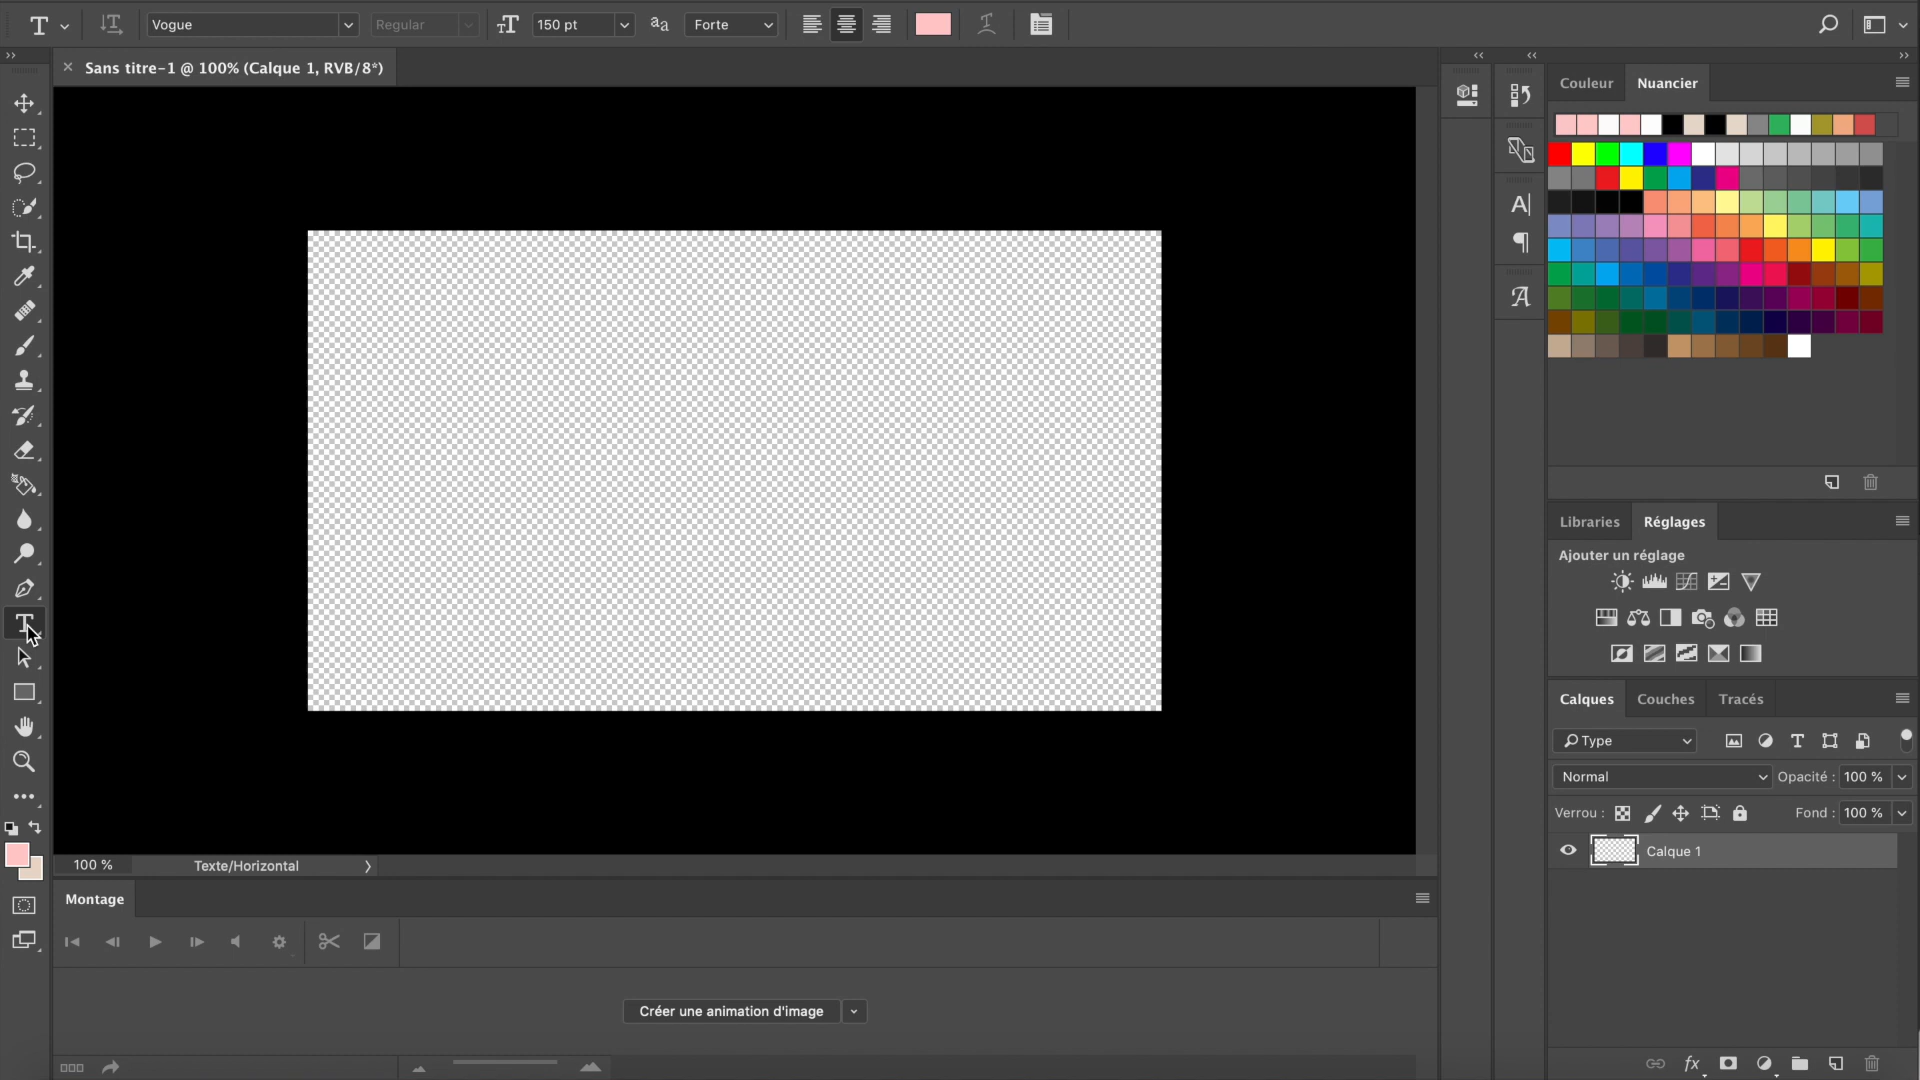 Vogue
Regular
150 pt
Forte
Sans titre-1 @ 100% (Calque 1, RVB/8*)
Couleur
Nuancier
Libraries
Réglages
Ajouter un réglage
Calques
Couches
Tracés
Type
Normal
Opacité : 100 %
Verrou :
Fond : 100 %
Calque 1
100 %
Texte/Horizontal
Montage
Créer une animation d'image
fx